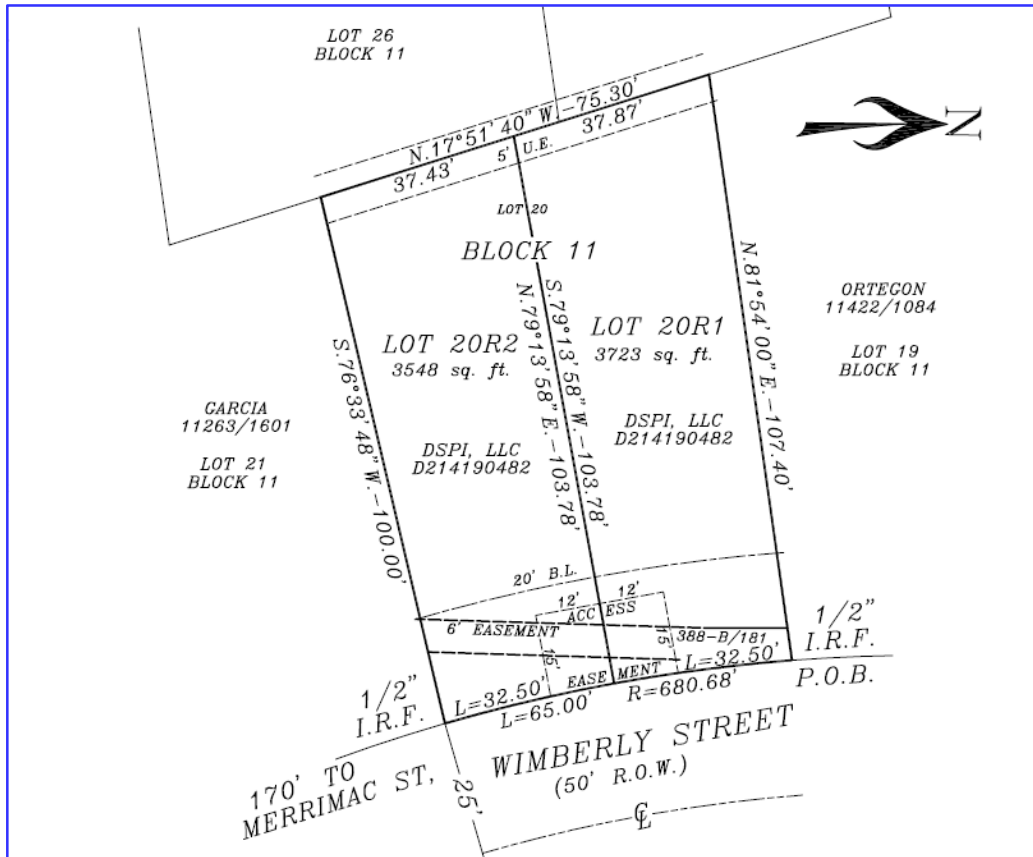 LOT 26
BLOCK 11
N.17°51'40" W.-75.30'
37.43'
5'
U.E.
37.87'
N
LOT 20
BLOCK 11
LOT 20R2
3548 sq. ft.
LOT 20R1
3723 sq. ft.
ORTEGON
11422/1084
LOT 19
BLOCK 11
GARCIA
11263/1601
LOT 21
BLOCK 11
S.76°33'48" W.-100.00'
N.79°13'58" E.-103.78'
S.79°13'58" W.-103.78'
N.81°54'00" E.-107.40'
DSPI, LLC
D214190482
DSPI, LLC
D214190482
20' B.L.
12'
12'
ACCESS
6' EASEMENT
388-B/181
15'
15'
EASEMENT
L=32.50'
L=32.50'
L=65.00'
R=680.68'
1/2"
I.R.F.
1/2"
I.R.F.
P.O.B.
170' TO
MERRIMAC ST,
WIMBERLY STREET
(50' R.O.W.)
25'
℄